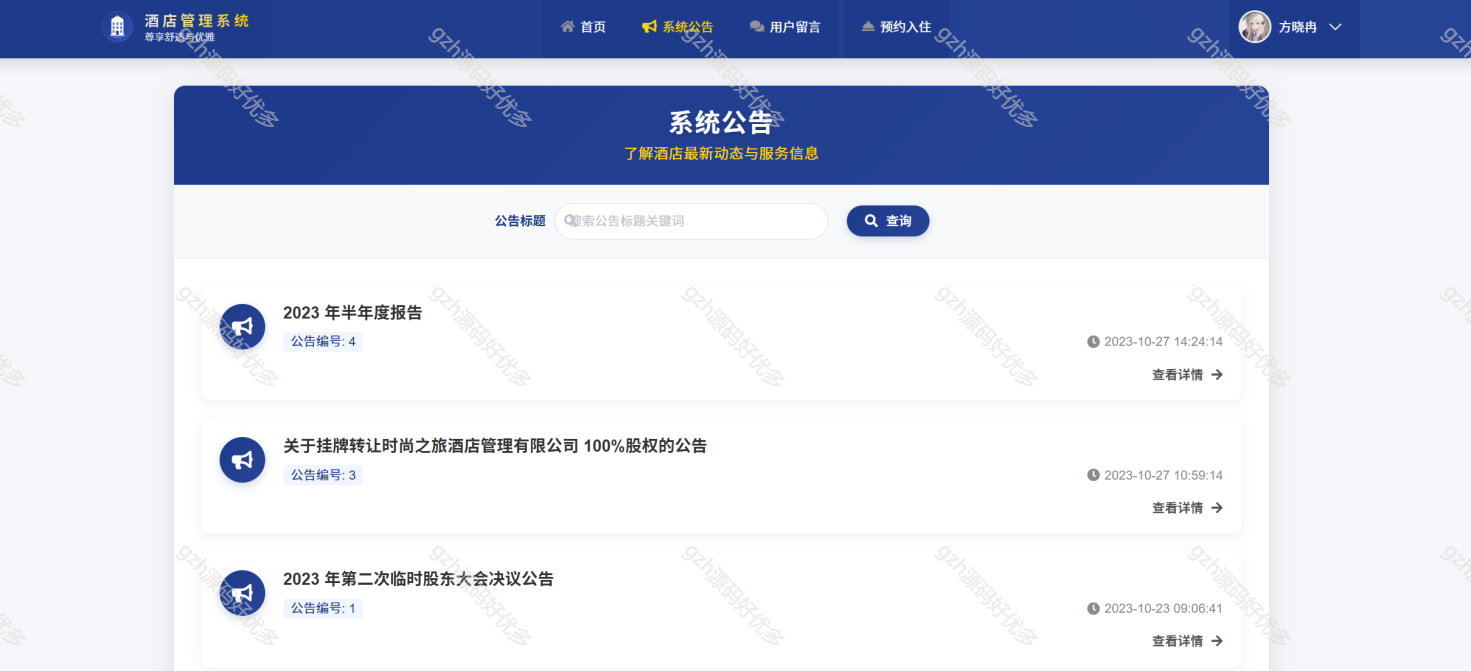 酒店管理系统
尊享舒适与优雅
首页
系统公告
用户留言
预约入住
方晓冉
系统公告
了解酒店最新动态与服务信息
公告标题
搜索公告标题关键词
查询
2023 年半年度报告
公告编号: 4
2023-10-27 14:24:14
查看详情
关于挂牌转让时尚之旅酒店管理有限公司 100%股权的公告
公告编号: 3
2023-10-27 10:59:14
查看详情
2023 年第二次临时股东大会决议公告
公告编号: 1
2023-10-23 09:06:41
查看详情
gzh源码好优多